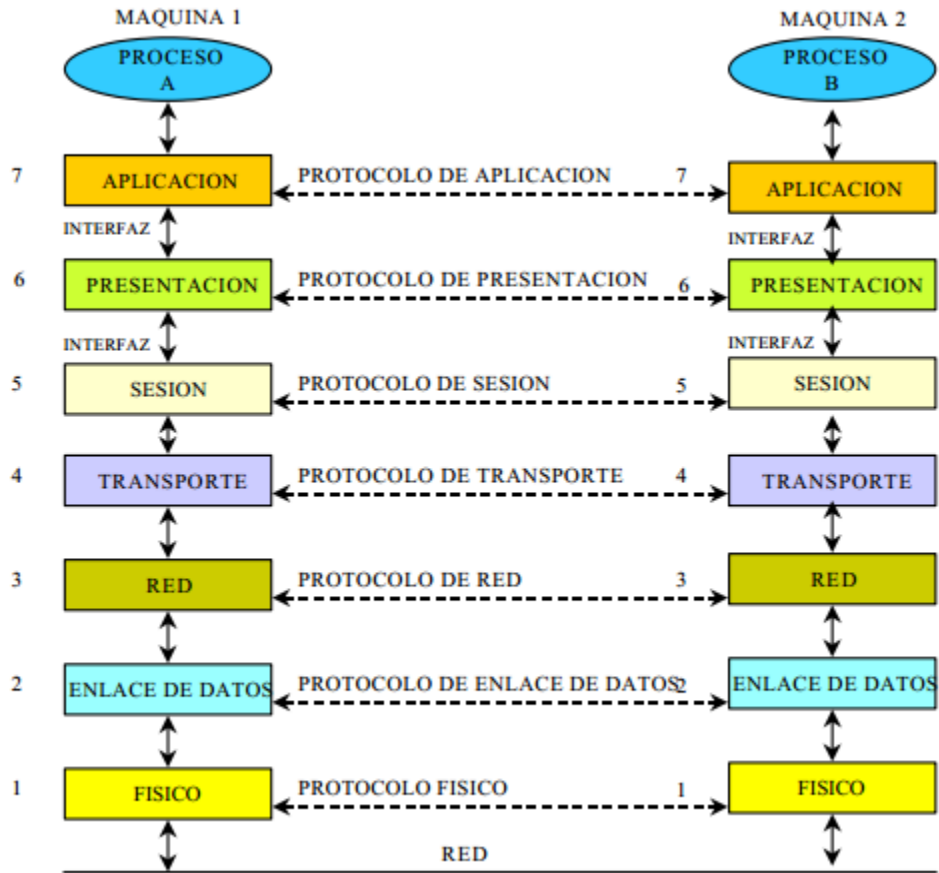 MAQUINA 1
MAQUINA 2
PROCESO
A
PROCESO
B
7
APLICACION
PROTOCOLO DE APLICACION
7
APLICACION
INTERFAZ
INTERFAZ
6
PRESENTACION
PROTOCOLO DE PRESENTACION
6
PRESENTACION
INTERFAZ
INTERFAZ
5
SESION
PROTOCOLO DE SESION
5
SESION
4
TRANSPORTE
PROTOCOLO DE TRANSPORTE
4
TRANSPORTE
3
RED
PROTOCOLO DE RED
3
RED
2
ENLACE DE DATOS
PROTOCOLO DE ENLACE DE DATOS
2
ENLACE DE DATOS
1
FISICO
PROTOCOLO FISICO
1
FISICO
RED